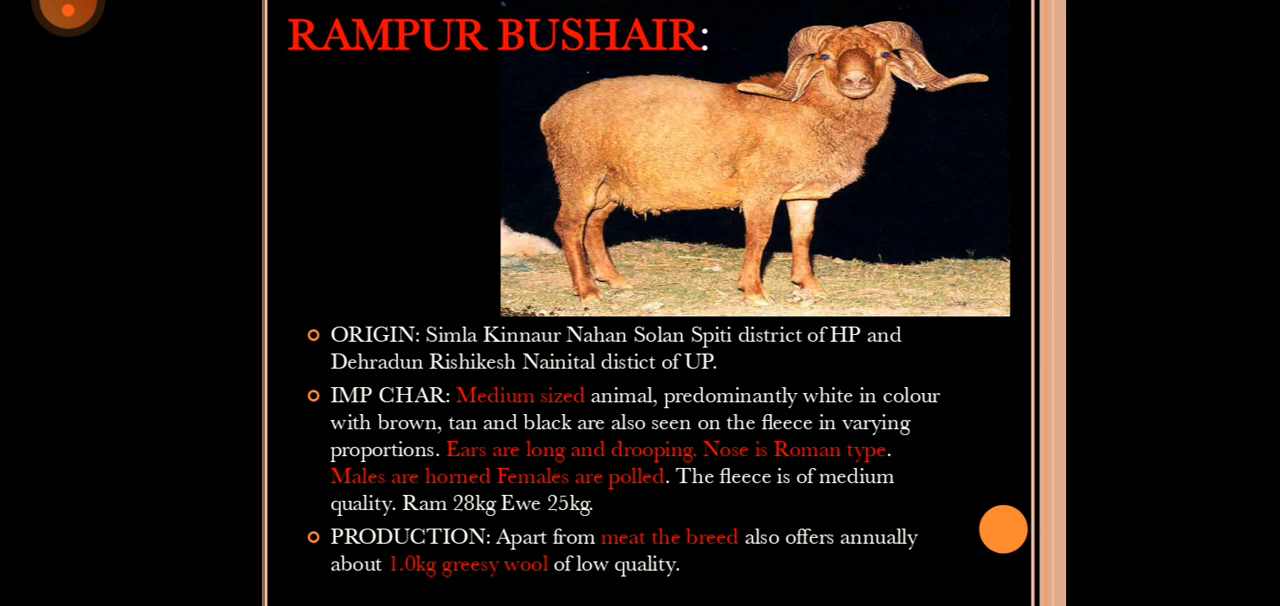 RAMPUR BUSHAIR:
ORIGIN: Simla Kinnaur Nahan Solan Spiti district of HP and
Dehradun Rishikesh Nainital distict of UP.
IMP CHAR: Medium sized animal, predominantly white in colour
with brown, tan and black are also seen on the fleece in varying
proportions. Ears are long and drooping. Nose is Roman type.
Males are horned Females are polled. The fleece is of medium
quality. Ram 28kg Ewe 25kg.
PRODUCTION: Apart from meat the breed also offers annually
about 1.0kg greesy wool of low quality.